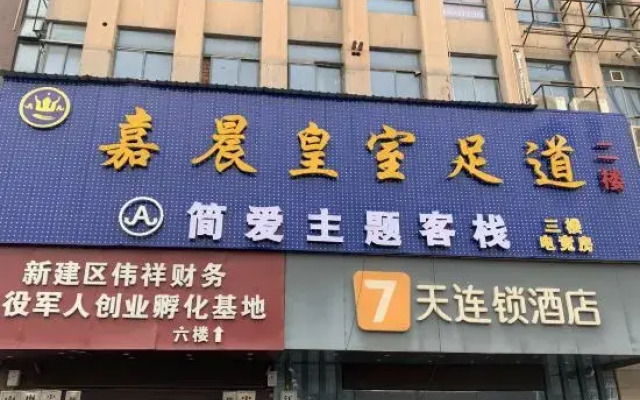 嘉晨皇室足道
二楼
简爱主题客栈
三楼
电竞房
新建区伟祥财务
役军人创业孵化基地
六楼↑
7天连锁酒店